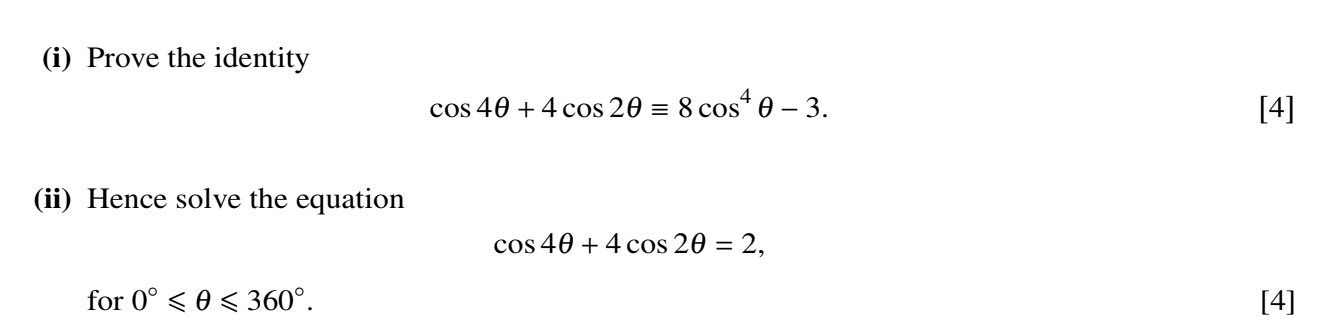 (i) Prove the identity
cos 4θ + 4 cos 2θ ≡ 8 cos⁴ θ − 3. [4]
(ii) Hence solve the equation
cos 4θ + 4 cos 2θ = 2,
for 0° ⩽ θ ⩽ 360°. [4]